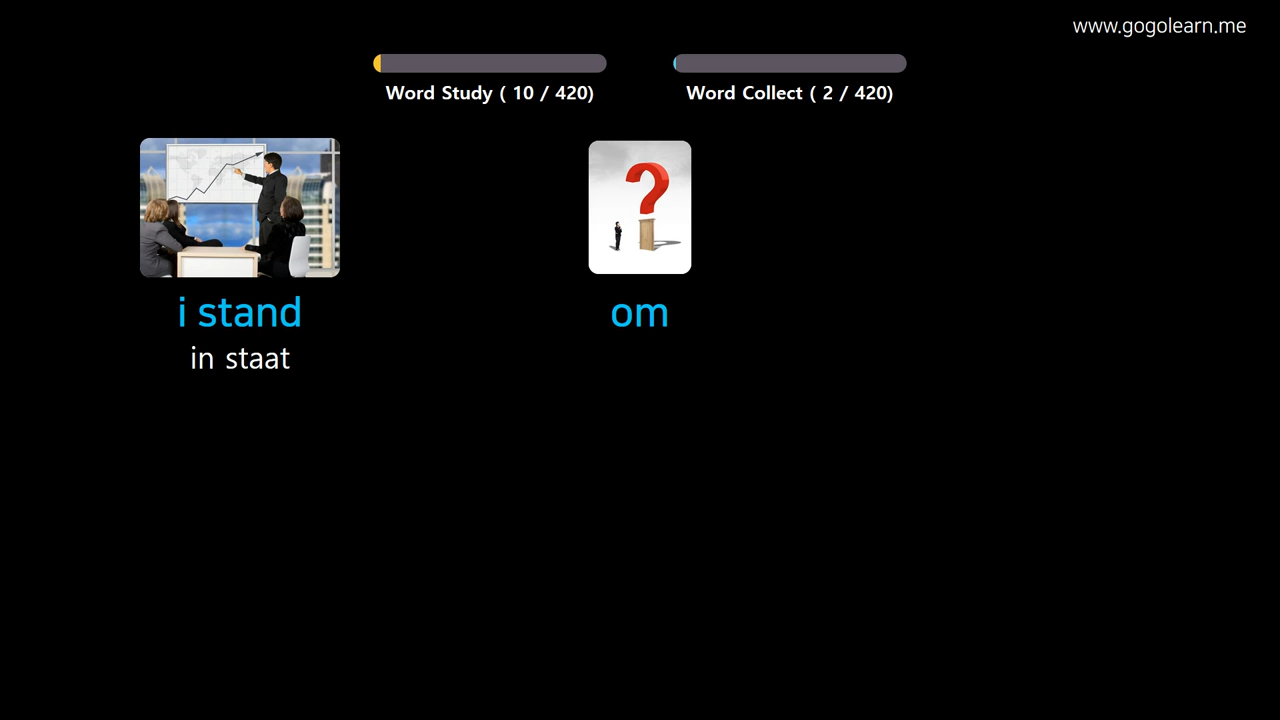 www.gogolearn.me
Word Study ( 10 / 420)
Word Collect ( 2 / 420)
i stand
in staat
om